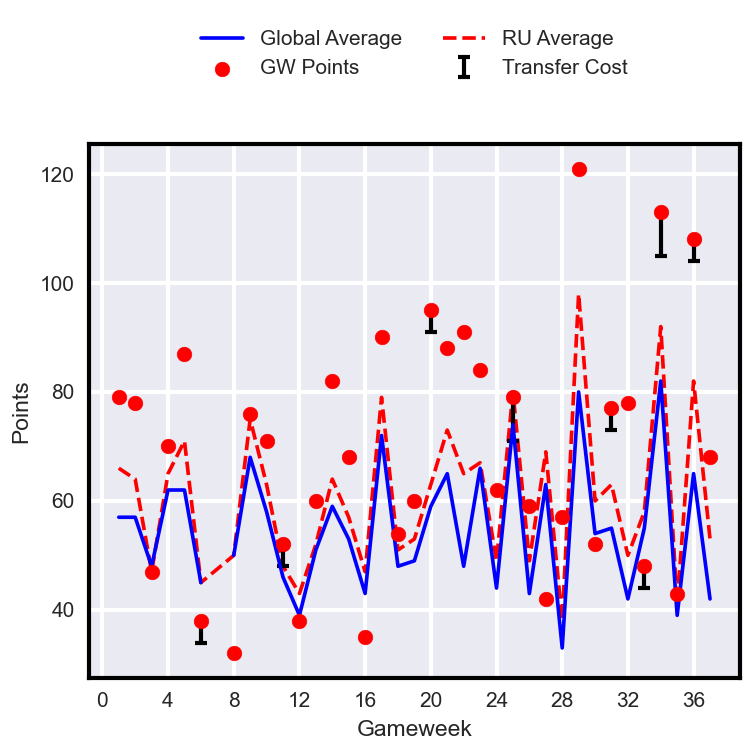 Global Average
RU Average
GW Points
Transfer Cost
120
100
80
60
40
Points
0 4 8 12 16 20 24 28 32 36
Gameweek